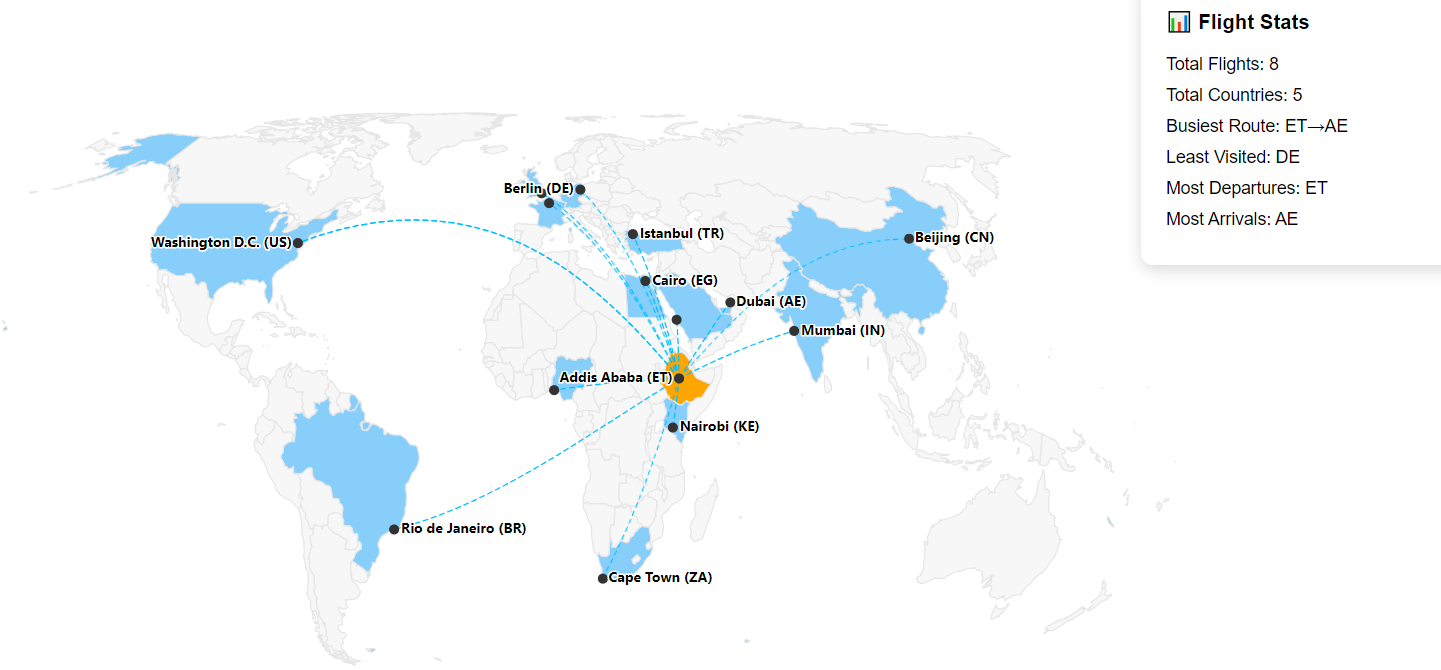 📊 Flight Stats
Total Flights: 8
Total Countries: 5
Busiest Route: ET→AE
Least Visited: DE
Most Departures: ET
Most Arrivals: AE
Berlin (DE)
Istanbul (TR)
Washington D.C. (US)
Beijing (CN)
Cairo (EG)
Dubai (AE)
Mumbai (IN)
Addis Ababa (ET)
Nairobi (KE)
Rio de Janeiro (BR)
Cape Town (ZA)